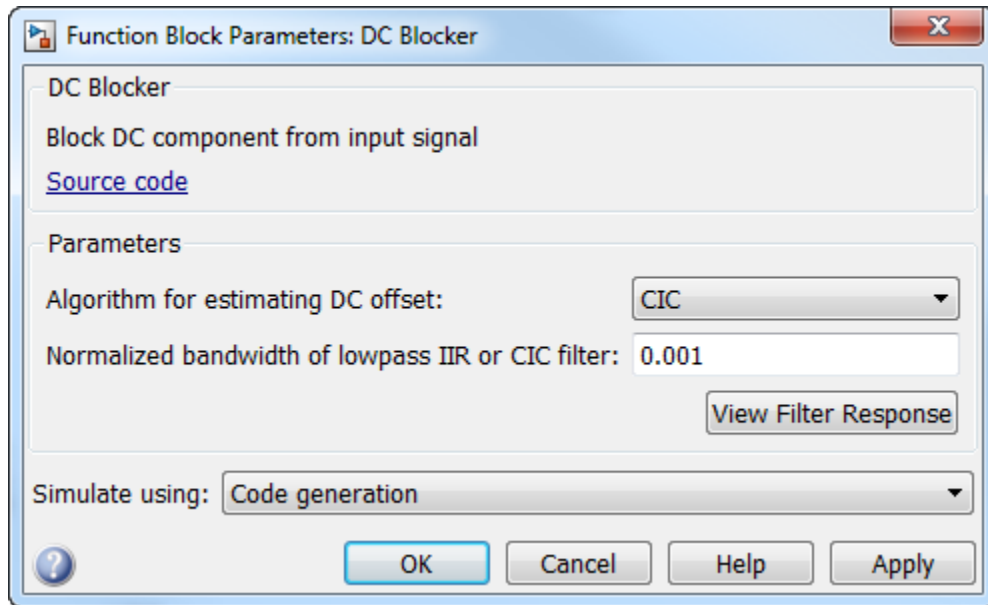 Function Block Parameters: DC Blocker
DC Blocker
Block DC component from input signal
Source code
Parameters
Algorithm for estimating DC offset: CIC
Normalized bandwidth of lowpass IIR or CIC filter: 0.001
View Filter Response
Simulate using: Code generation
? OK Cancel Help Apply